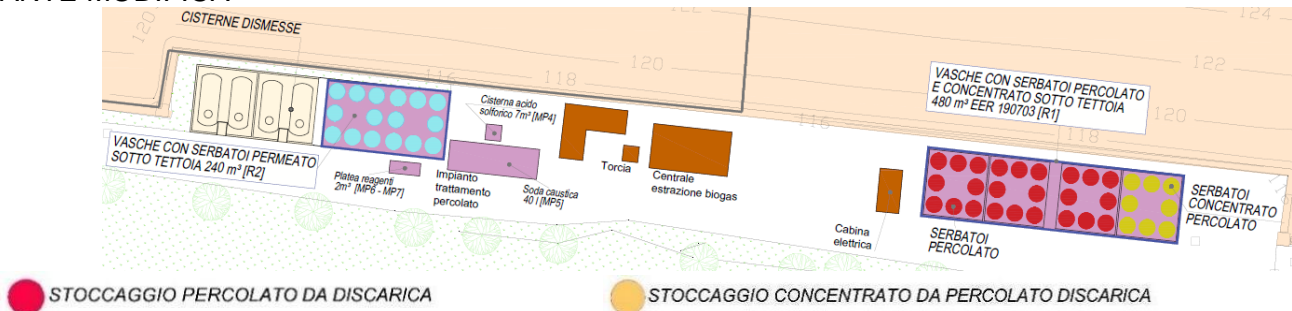 CISTERNE DISMESSE
120
116
118
120
122
124
VASCHE CON SERBATOI PERCOLATO
E CONCENTRATO SOTTO TETTOIA
480 m³ EER 190703 [R1]
122
120
116
118
Cisterna acido
solforico 7m³ [MP4]
VASCHE CON SERBATOI PERMEATO
SOTTO TETTOIA 240 m³ [R2]
Platea reagenti
2m³ [MP6 - MP7]
Impianto
trattamento
percolato
Soda caustica
40 l [MP5]
Torcia
Centrale
estrazione biogas
Cabina
elettrica
SERBATOI
PERCOLATO
SERBATOI
CONCENTRATO
PERCOLATO
STOCCAGGIO PERCOLATO DA DISCARICA
STOCCAGGIO CONCENTRATO DA PERCOLATO DISCARICA